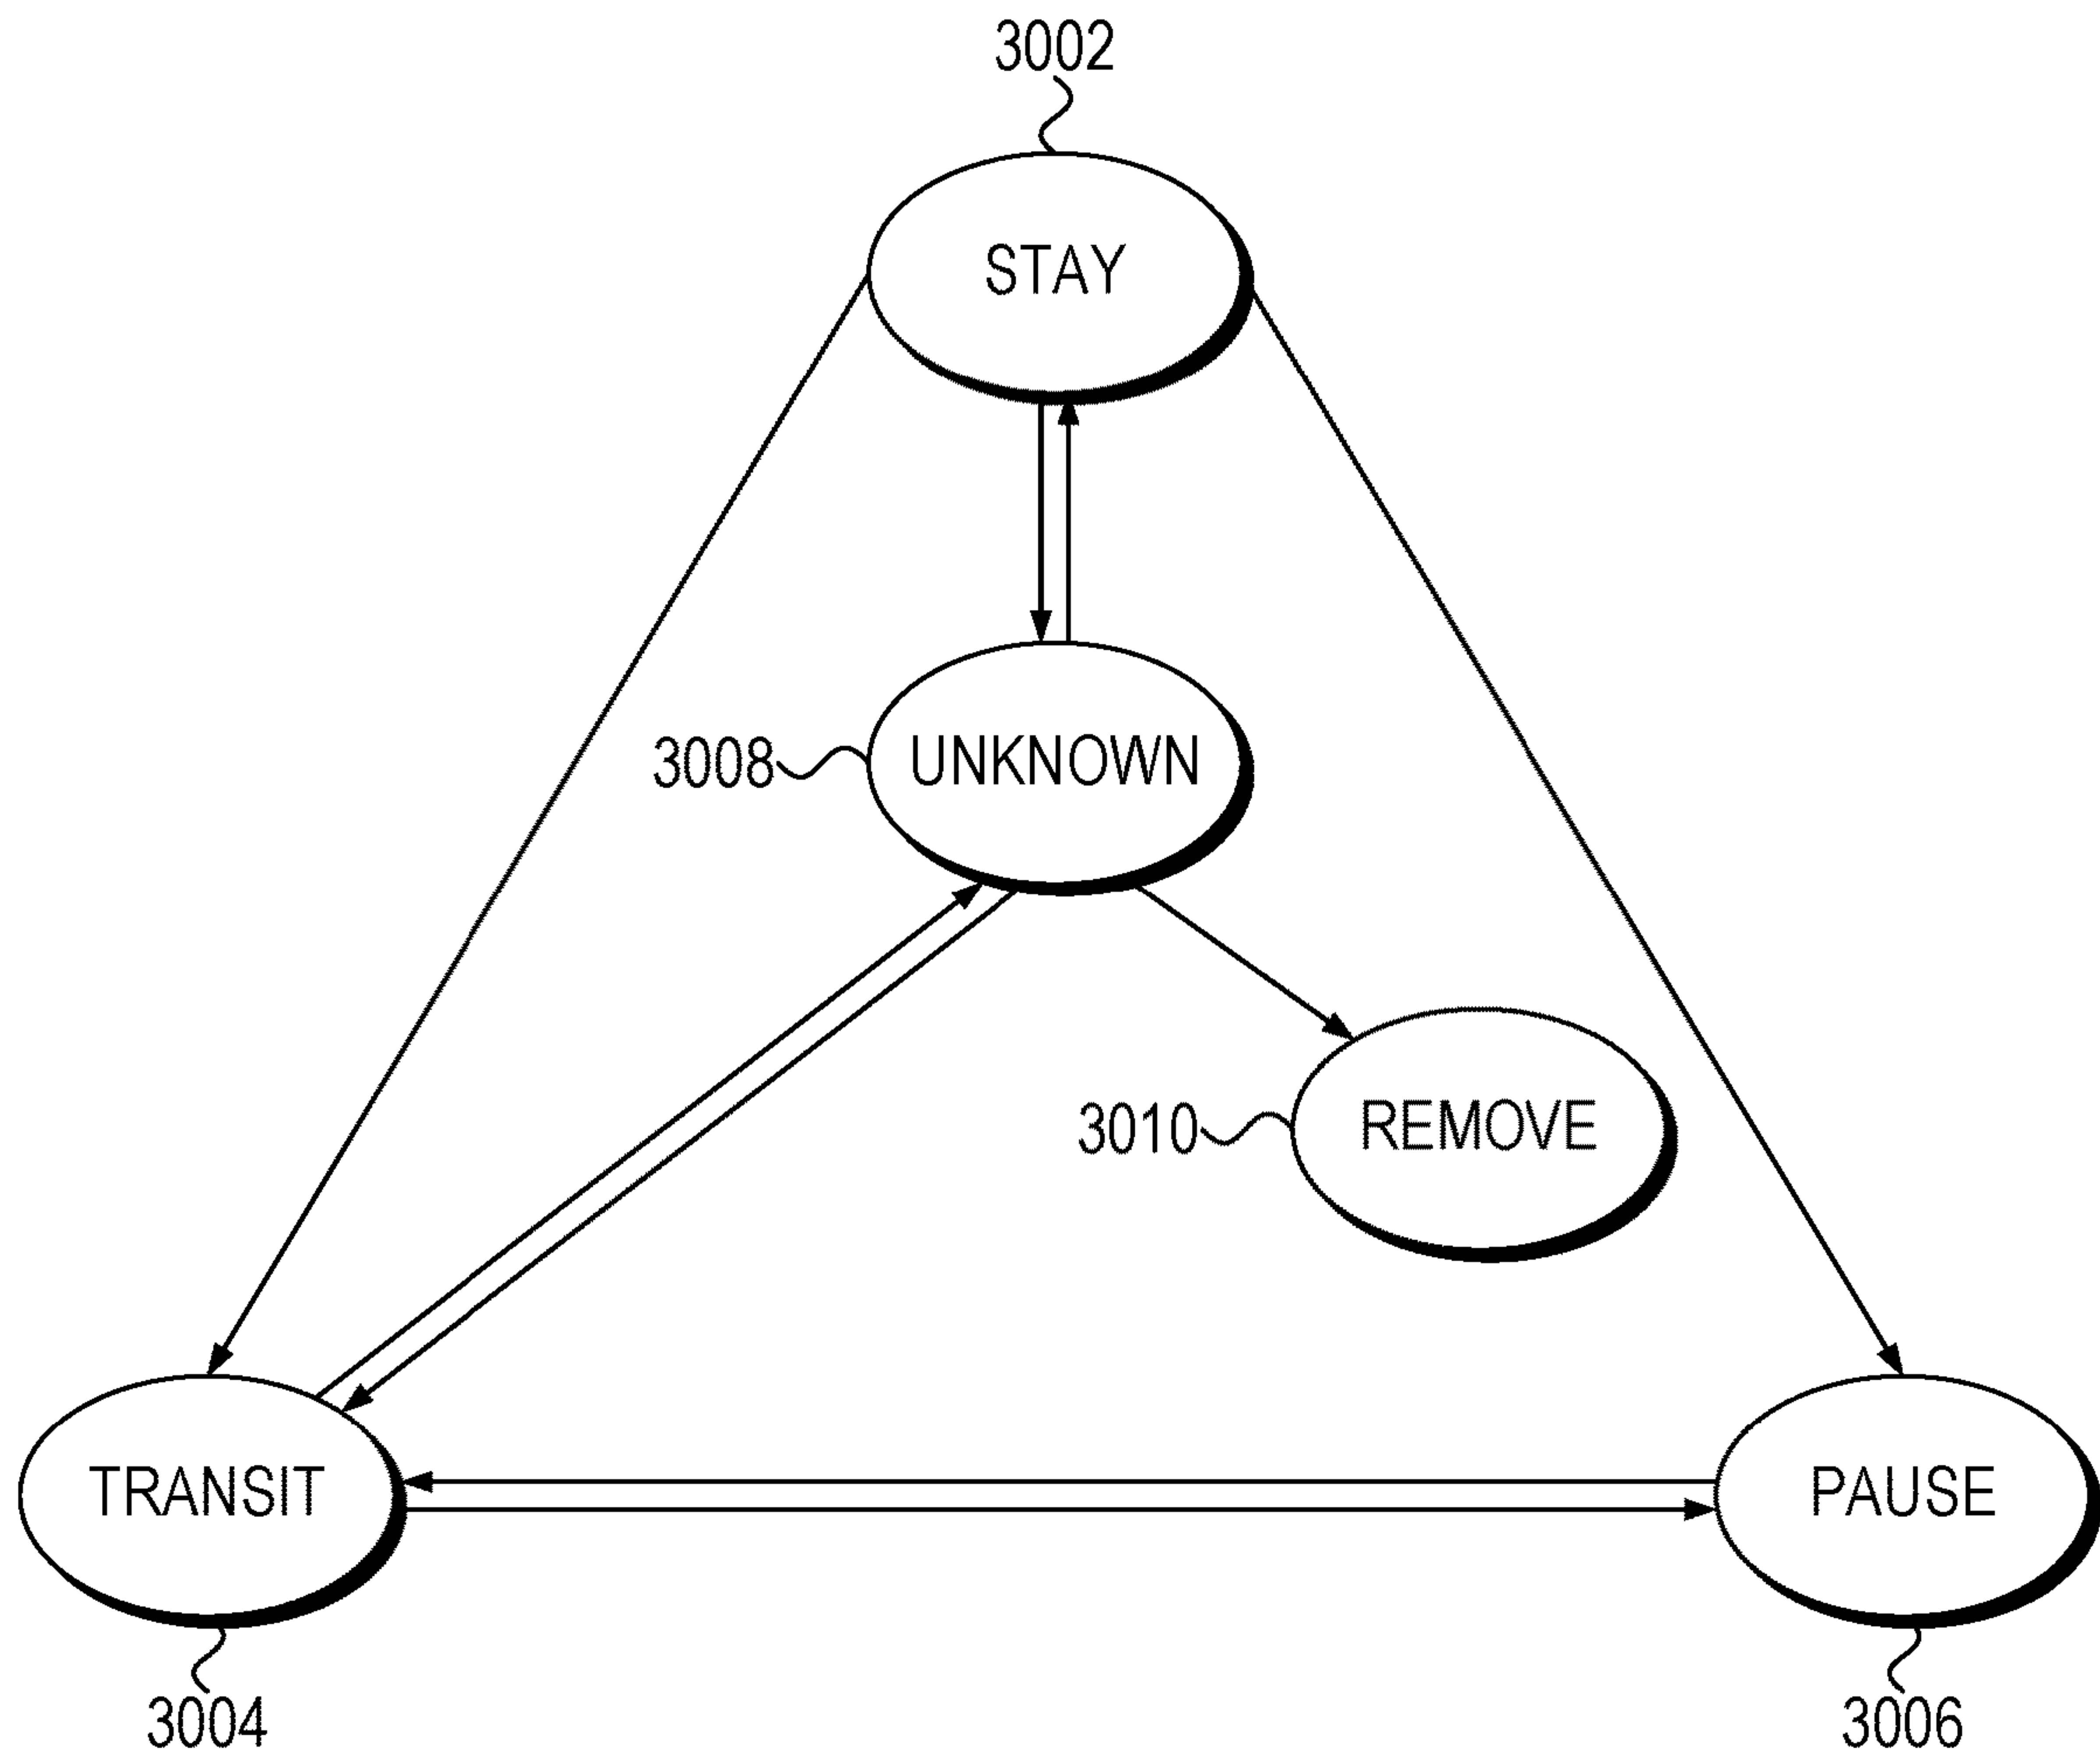 3002
STAY
3008
UNKNOWN
3010
REMOVE
TRANSIT
PAUSE
3004
3006